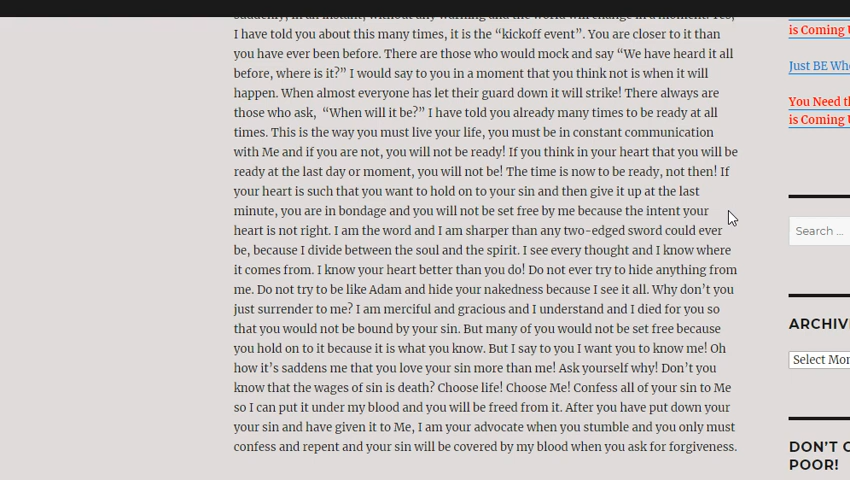 suddenly, in an instant, without any warning and the world will change in a moment. Yes,
I have told you about this many times, it is the “kickoff event”. You are closer to it than
you have ever been before. There are those who would mock and say “We have heard it all
before, where is it?” I would say to you in a moment that you think not is when it will
happen. When almost everyone has let their guard down it will strike! There always are
those who ask,  “When will it be?” I have told you already many times to be ready at all
times. This is the way you must live your life, you must be in constant communication
with Me and if you are not, you will not be ready! If you think in your heart that you will be
ready at the last day or moment, you will not be! The time is now to be ready, not then! If
your heart is such that you want to hold on to your sin and then give it up at the last
minute, you are in bondage and you will not be set free by me because the intent your
heart is not right. I am the word and I am sharper than any two-edged sword could ever
be, because I divide between the soul and the spirit. I see every thought and I know where
it comes from. I know your heart better than you do! Do not ever try to hide anything from
me. Do not try to be like Adam and hide your nakedness because I see it all. Why don’t you
just surrender to me? I am merciful and gracious and I understand and I died for you so
that you would not be bound by your sin. But many of you would not be set free because
you hold on to it because it is what you know. But I say to you I want you to know me! Oh
how it’s saddens me that you love your sin more than me! Ask yourself why! Don’t you
know that the wages of sin is death? Choose life! Choose Me! Confess all of your sin to Me
so I can put it under my blood and you will be freed from it. After you have put down your
your sin and have given it to Me, I am your advocate when you stumble and you only must
confess and repent and your sin will be covered by my blood when you ask for forgiveness.
is Coming
Just BE
You Need
is Coming
Search …
ARCHIV
Select Mo
DON’T
POOR!